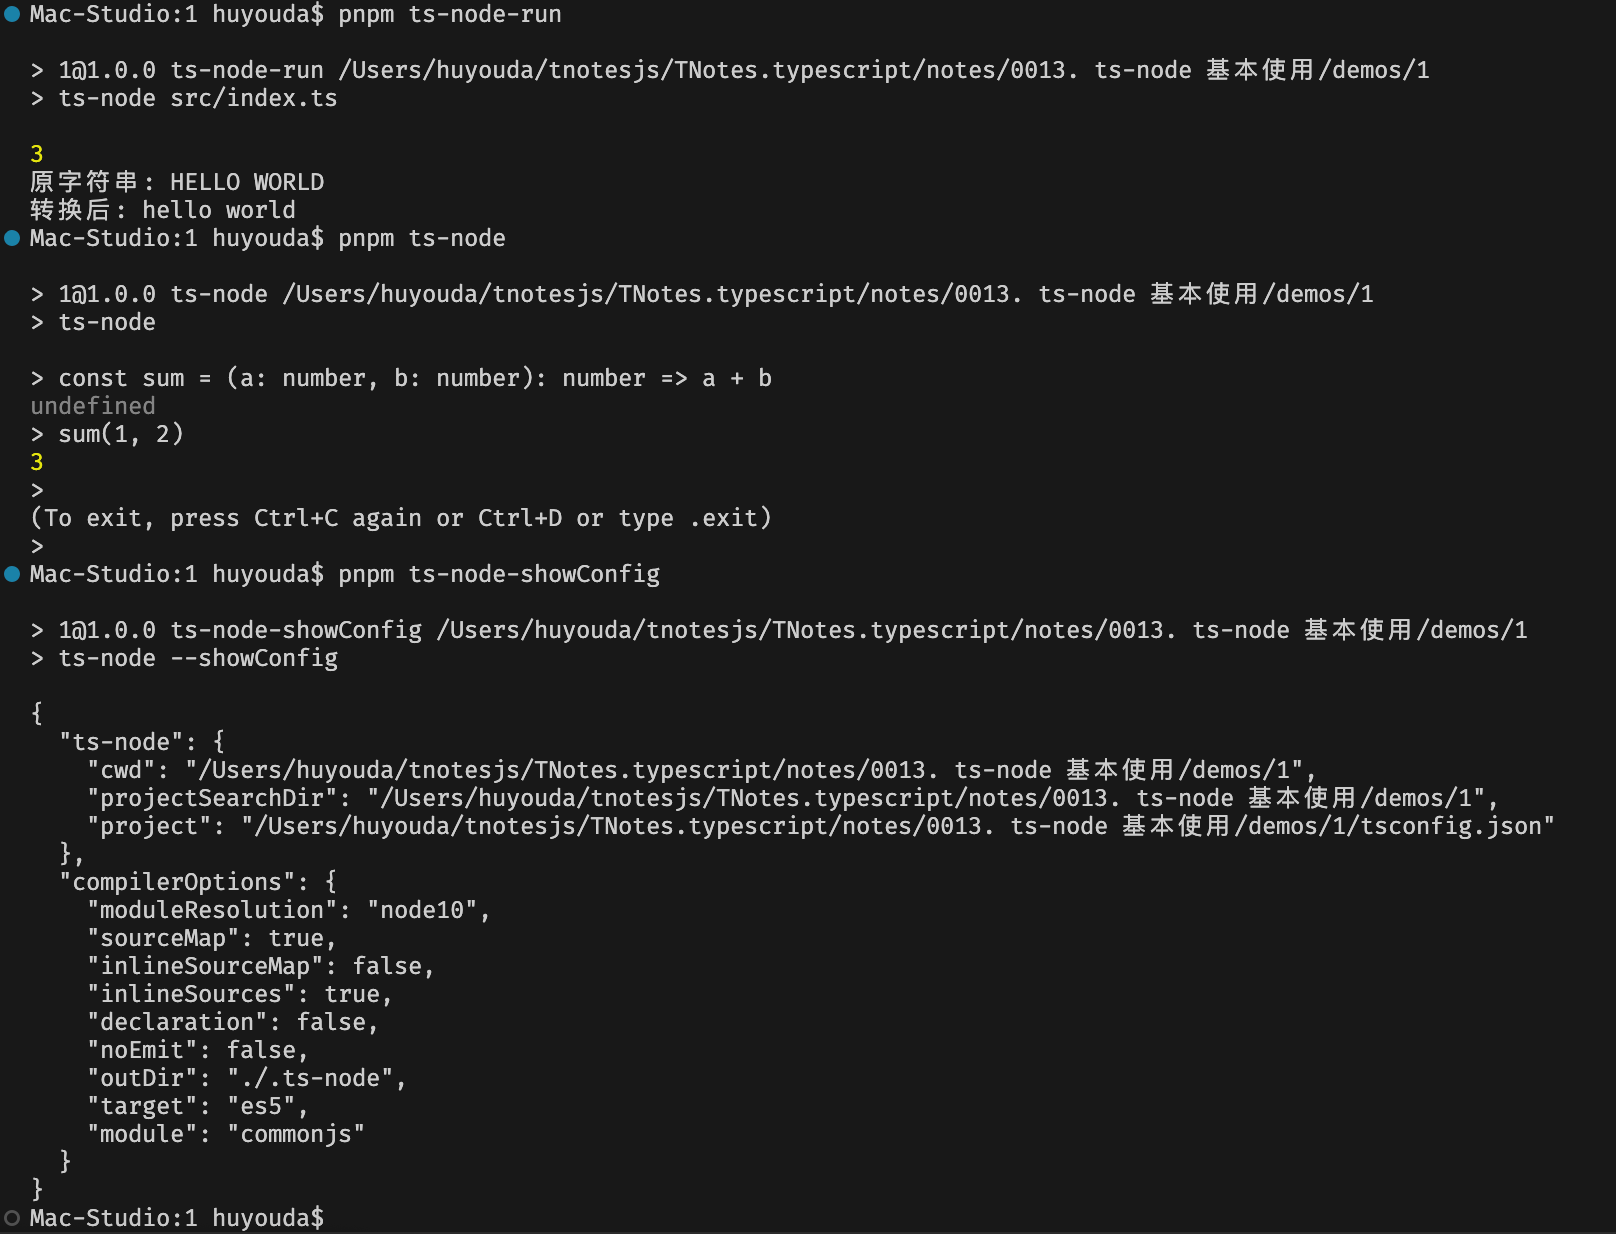 Mac-Studio:1 huyouda$ pnpm ts-node-run
> 1@1.0.0 ts-node-run /Users/huyouda/tnotesjs/TNotes.typescript/notes/0013. ts-node 基本使用/demos/1
> ts-node src/index.ts
3
原字符串: HELLO WORLD
转换后: hello world
Mac-Studio:1 huyouda$ pnpm ts-node
> 1@1.0.0 ts-node /Users/huyouda/tnotesjs/TNotes.typescript/notes/0013. ts-node 基本使用/demos/1
> ts-node
> const sum = (a: number, b: number): number => a + b
undefined
> sum(1, 2)
3
>
(To exit, press Ctrl+C again or Ctrl+D or type .exit)
>
Mac-Studio:1 huyouda$ pnpm ts-node-showConfig
> 1@1.0.0 ts-node-showConfig /Users/huyouda/tnotesjs/TNotes.typescript/notes/0013. ts-node 基本使用/demos/1
> ts-node --showConfig
{
  "ts-node": {
    "cwd": "/Users/huyouda/tnotesjs/TNotes.typescript/notes/0013. ts-node 基本使用/demos/1",
    "projectSearchDir": "/Users/huyouda/tnotesjs/TNotes.typescript/notes/0013. ts-node 基本使用/demos/1",
    "project": "/Users/huyouda/tnotesjs/TNotes.typescript/notes/0013. ts-node 基本使用/demos/1/tsconfig.json"
  },
  "compilerOptions": {
    "moduleResolution": "node10",
    "sourceMap": true,
    "inlineSourceMap": false,
    "inlineSources": true,
    "declaration": false,
    "noEmit": false,
    "outDir": "./.ts-node",
    "target": "es5",
    "module": "commonjs"
  }
}
Mac-Studio:1 huyouda$